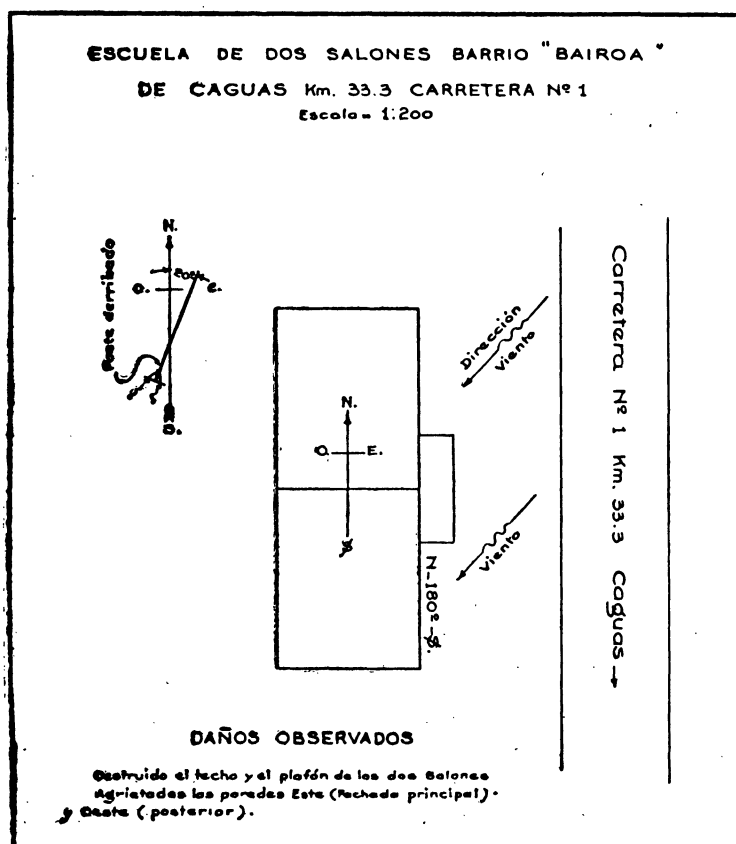 ESCUELA DE DOS SALONES BARRIO "BAIROA"
DE CAGUAS Km. 33.3 CARRETERA Nº 1
Escala = 1:200
N.
O.
E.
S.
Poste derribado
N.
O. E.
S
N-180º-S.
Dirección
Viento
Viento
Carretera Nº 1 Km. 33.3 Caguas →
DAÑOS OBSERVADOS
Destruido el techo y el plafón de los dos Salones
Agrietadas las paredes Este (Fachada principal)
y Oeste (posterior).